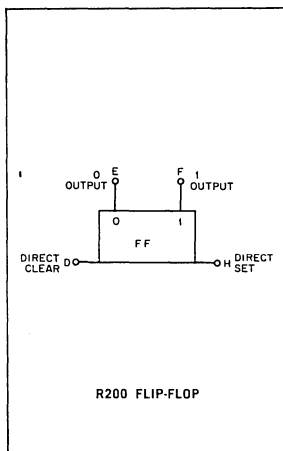 0 E F 1
OUTPUT OUTPUT
0 1
FF
DIRECT DIRECT
CLEAR D H SET
R200 FLIP-FLOP